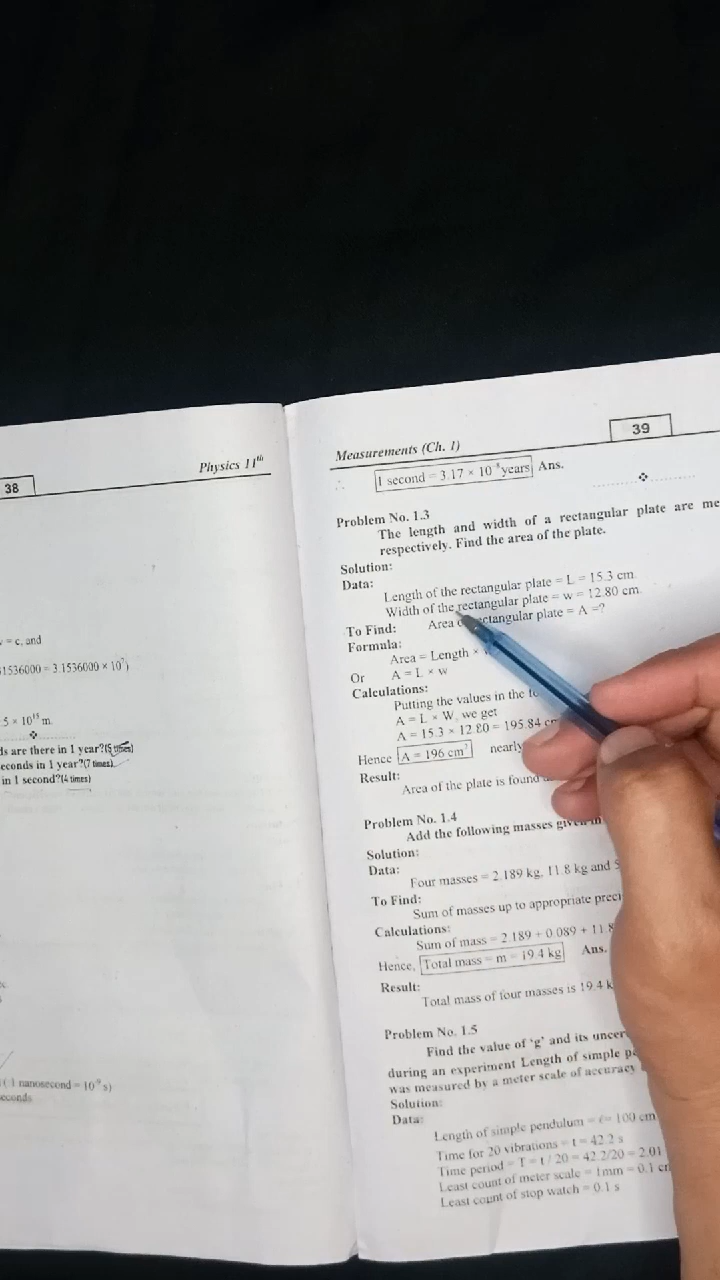 38
Physics 11th
= c, and
1536000 = 3.1536000 × 10⁷)
5 × 10¹⁵ m.
are there in 1 year?(5 times)
in 1 year?(7 times)
in 1 second?(4 times)
(1 nanosecond = 10⁻⁹ s)
Measurements (Ch. 1)
39
∴ 1 second = 3.17 × 10⁻⁸ years Ans.
Problem No. 1.3
The length and width of a rectangular plate are
respectively. Find the area of the plate.
Solution:
Data:
Length of the rectangular plate = L = 15.3 cm.
Width of the rectangular plate = w = 12.80 cm.
To Find: Area rectangular plate = A =?
Formula:
Area = Length ×
Or A = L × w
Calculations:
Putting the values in the
A = L × W, we get
A = 15.3 × 12.80 = 195.84
Hence A = 196 cm² nearly
Result:
Area of the plate is found
Problem No. 1.4
Add the following masses given in
Solution:
Data:
Four masses = 2.189 kg, 11.8 kg and
To Find:
Sum of masses up to appropriate
Calculations:
Sum of mass = 2.189 + 0.089 + 11.8
Hence, Total mass = m = 19.4 kg Ans.
Result:
Total mass of four masses is 19.4
Problem No. 1.5
Find the value of 'g' and its
during an experiment Length of simple
was measured by a meter scale of accuracy
Solution:
Data:
Length of simple pendulum = ℓ = 100 cm
Time for 20 vibrations = t = 42.2 s
Time period = T = t / 20 = 42.2/20 = 2.01
Least count of meter scale = 1mm = 0.1
Least count of stop watch = 0.1 s